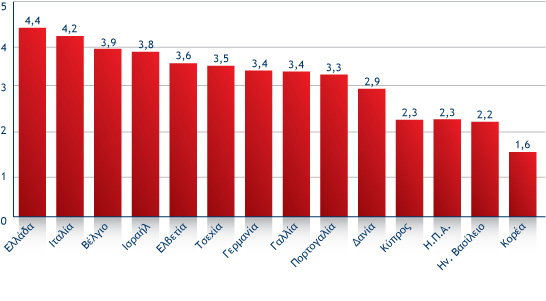 5
4
3
2
1
0
4,4
4,2
3,9
3,8
3,6
3,5
3,4
3,4
3,3
2,9
2,3
2,3
2,2
1,6
Ελλάδα
Ιταλία
Βέλγιο
Ισραήλ
Ελβετία
Τσεχία
Γερμανία
Γαλλία
Πορτογαλία
Δανία
Κύπρος
Η.Π.Α.
Ην. Βασίλειο
Κορέα